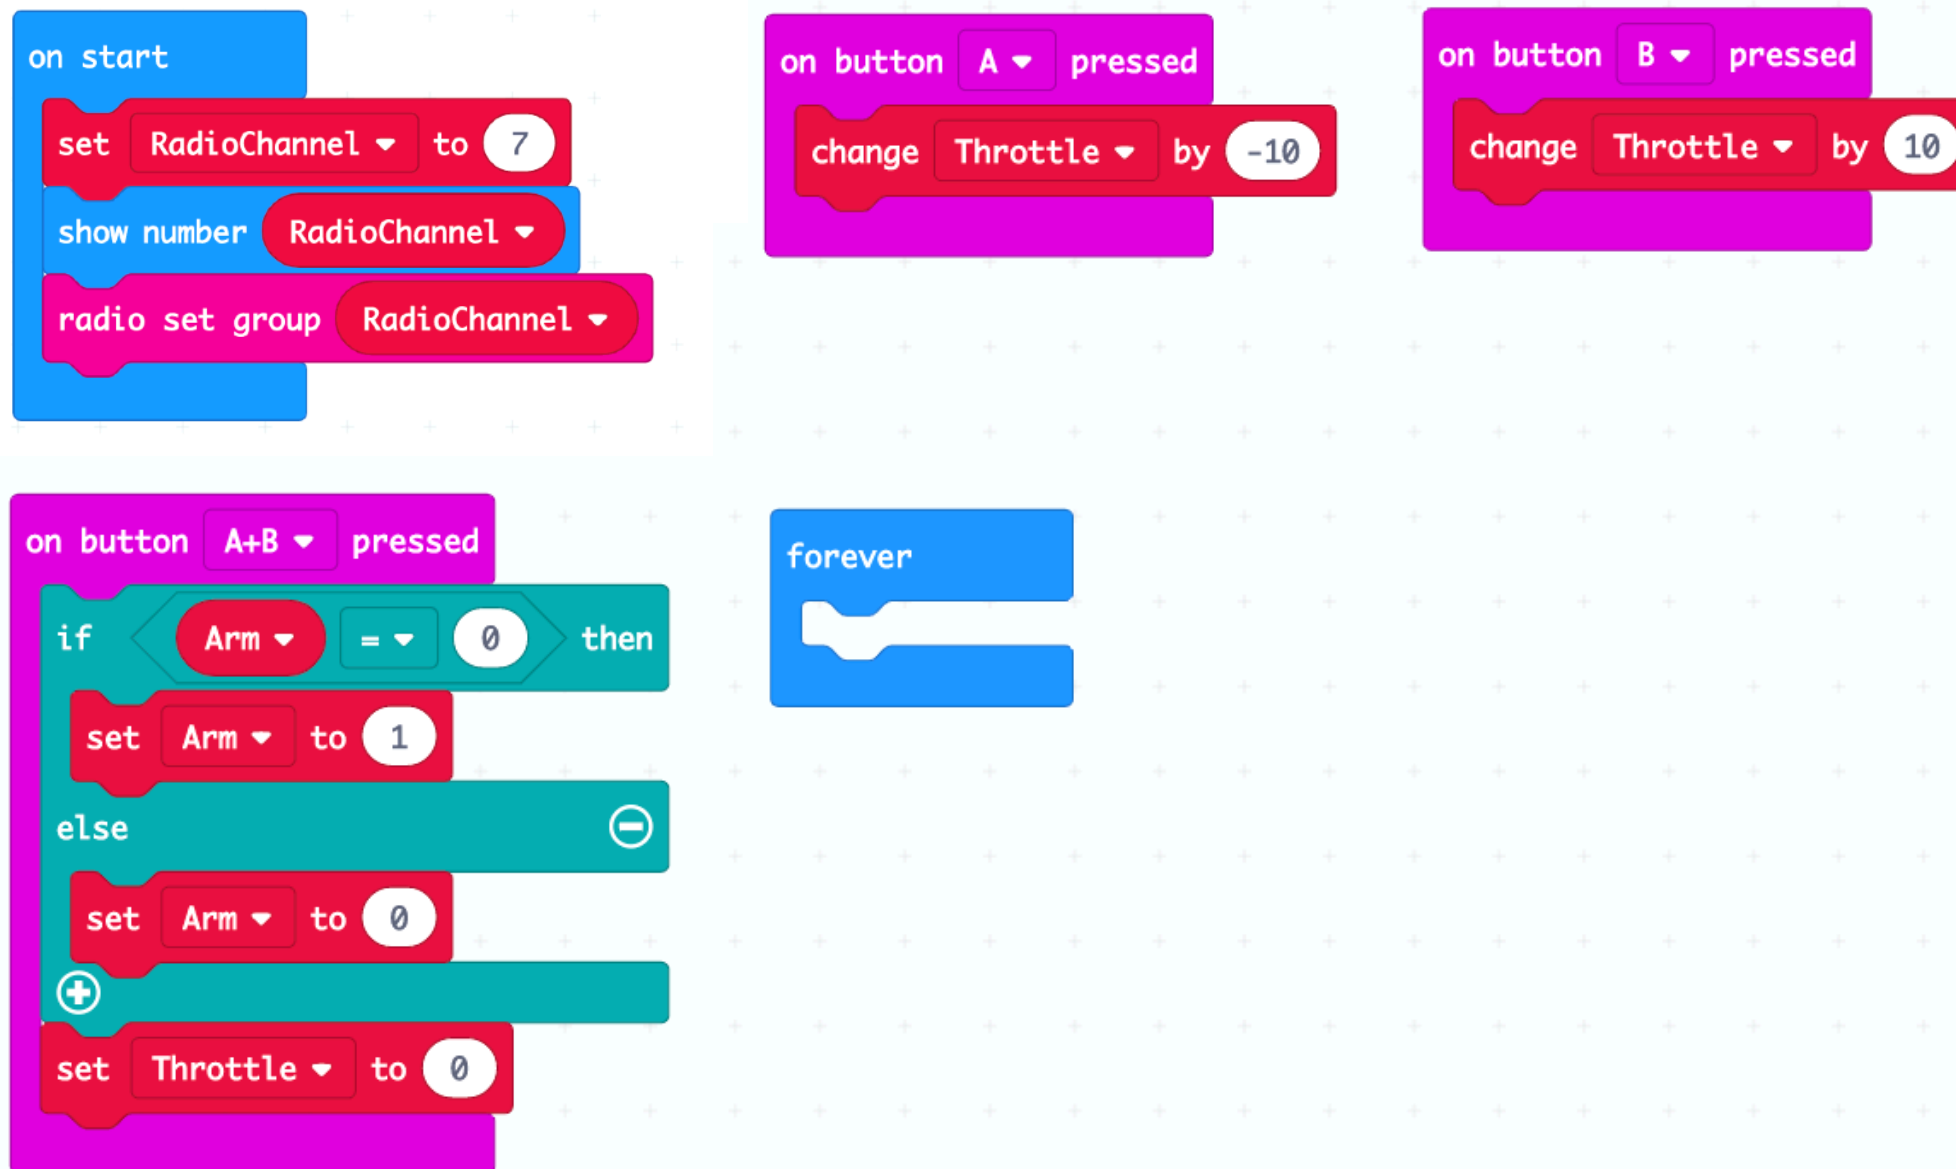 on start
set RadioChannel to 7
show number RadioChannel
radio set group RadioChannel
on button A pressed
change Throttle by -10
on button B pressed
change Throttle by 10
on button A+B pressed
if Arm = 0 then
set Arm to 1
else
set Arm to 0
set Throttle to 0
forever